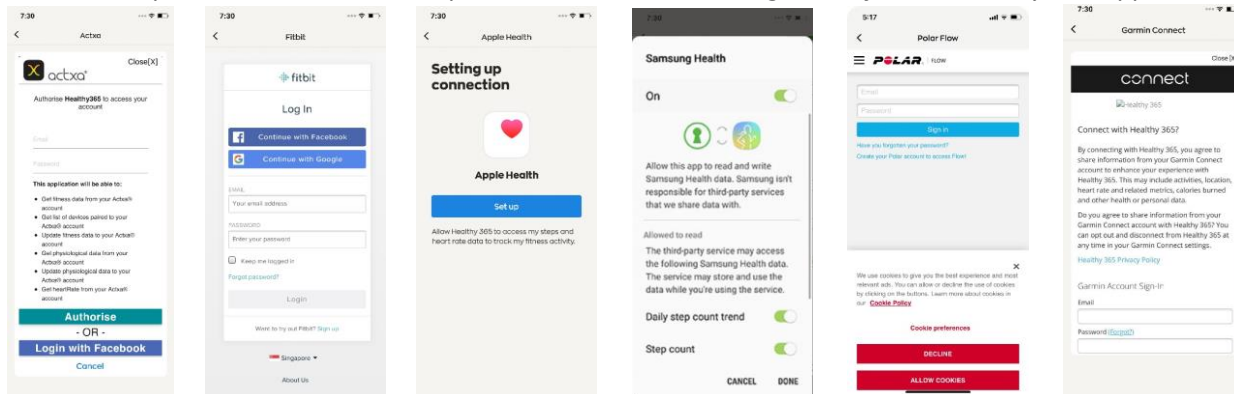 7:30
Actxa
Close[X]
actxa
Authorise Healthy365 to access your
account
Email
Password
This application will be able to:
Get fitness data from your Actxa®
account
Get list of devices paired to your
Actxa® account
Update fitness data to your Actxa®
account
Get physiological data from your
Actxa® account
Update physiological data to your
Actxa® account
Get heartRate from your Actxa®
account
Authorise
- OR -
Login with Facebook
Cancel
7:30
Fitbit
fitbit
Log In
Continue with Facebook
Continue with Google
EMAIL
Your email address
PASSWORD
Enter your password
Keep me logged in
Forgot password?
Login
Want to try out Fitbit? Sign up
Singapore
About Us
7:30
Apple Health
Setting up
connection
Apple Health
Set up
Allow Healthy 365 to access my steps and
heart rate data to track my fitness activity.
7:30
Samsung Health
On
Allow this app to read and write
Samsung Health data. Samsung isn't
responsible for third-party services
that we share data with.
Allowed to read
The third-party service may access
the following Samsung Health data.
The service may store and use the
data while you're using the service.
Daily step count trend
Step count
CANCEL DONE
5:17
Polar Flow
POLAR. FLOW
Email
Password
Sign in
Have you forgotten your password?
Create your Polar account to access Flow!
We use cookies to give you the best experience and most
relevant ads. You can allow or decline the use of cookies
by clicking on the buttons. Learn more about cookies in
our Cookie Policy
Cookie preferences
DECLINE
ALLOW COOKIES
7:30
Garmin Connect
Close [X
connect
Healthy 365
Connect with Healthy 365?
By connecting with Healthy 365, you agree to
share information from your Garmin Connect
account to enhance your experience with
Healthy 365. This may include activities, location,
heart rate and related metrics, calories burned
and other health or personal data.
Do you agree to share information from your
Garmin Connect account with Healthy 365? You
can opt out and disconnect from Healthy 365 at
any time in your Garmin Connect settings.
Healthy 365 Privacy Policy
Garmin Account Sign-In
Email
Password (Forgot?)